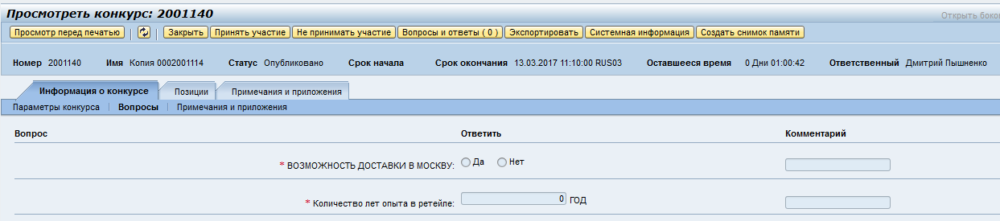 Просмотреть конкурс: 2001140
Открыть боко
Просмотр перед печатью Закрыть Принять участие Не принимать участие Вопросы и ответы ( 0 ) Экспортировать Системная информация Создать снимок памяти
Номер 2001140 Имя Копия 0002001114 Статус Опубликовано Срок начала Срок окончания 13.03.2017 11:10:00 RUS03 Оставшееся время 0 Дни 01:00:42 Ответственный Дмитрий Пышненко
Информация о конкурсе Позиции Примечания и приложения
Параметры конкурса Вопросы Примечания и приложения
Вопрос Ответить Комментарий
* ВОЗМОЖНОСТЬ ДОСТАВКИ В МОСКВУ: Да Нет
* Количество лет опыта в ретейле: 0 ГОД